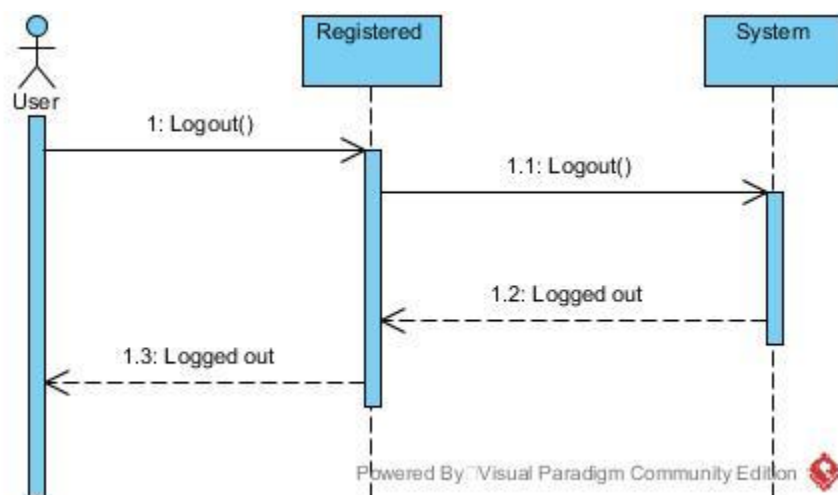 Registered
System
User
1: Logout()
1.1: Logout()
1.2: Logged out
1.3: Logged out
Powered By Visual Paradigm Community Edition